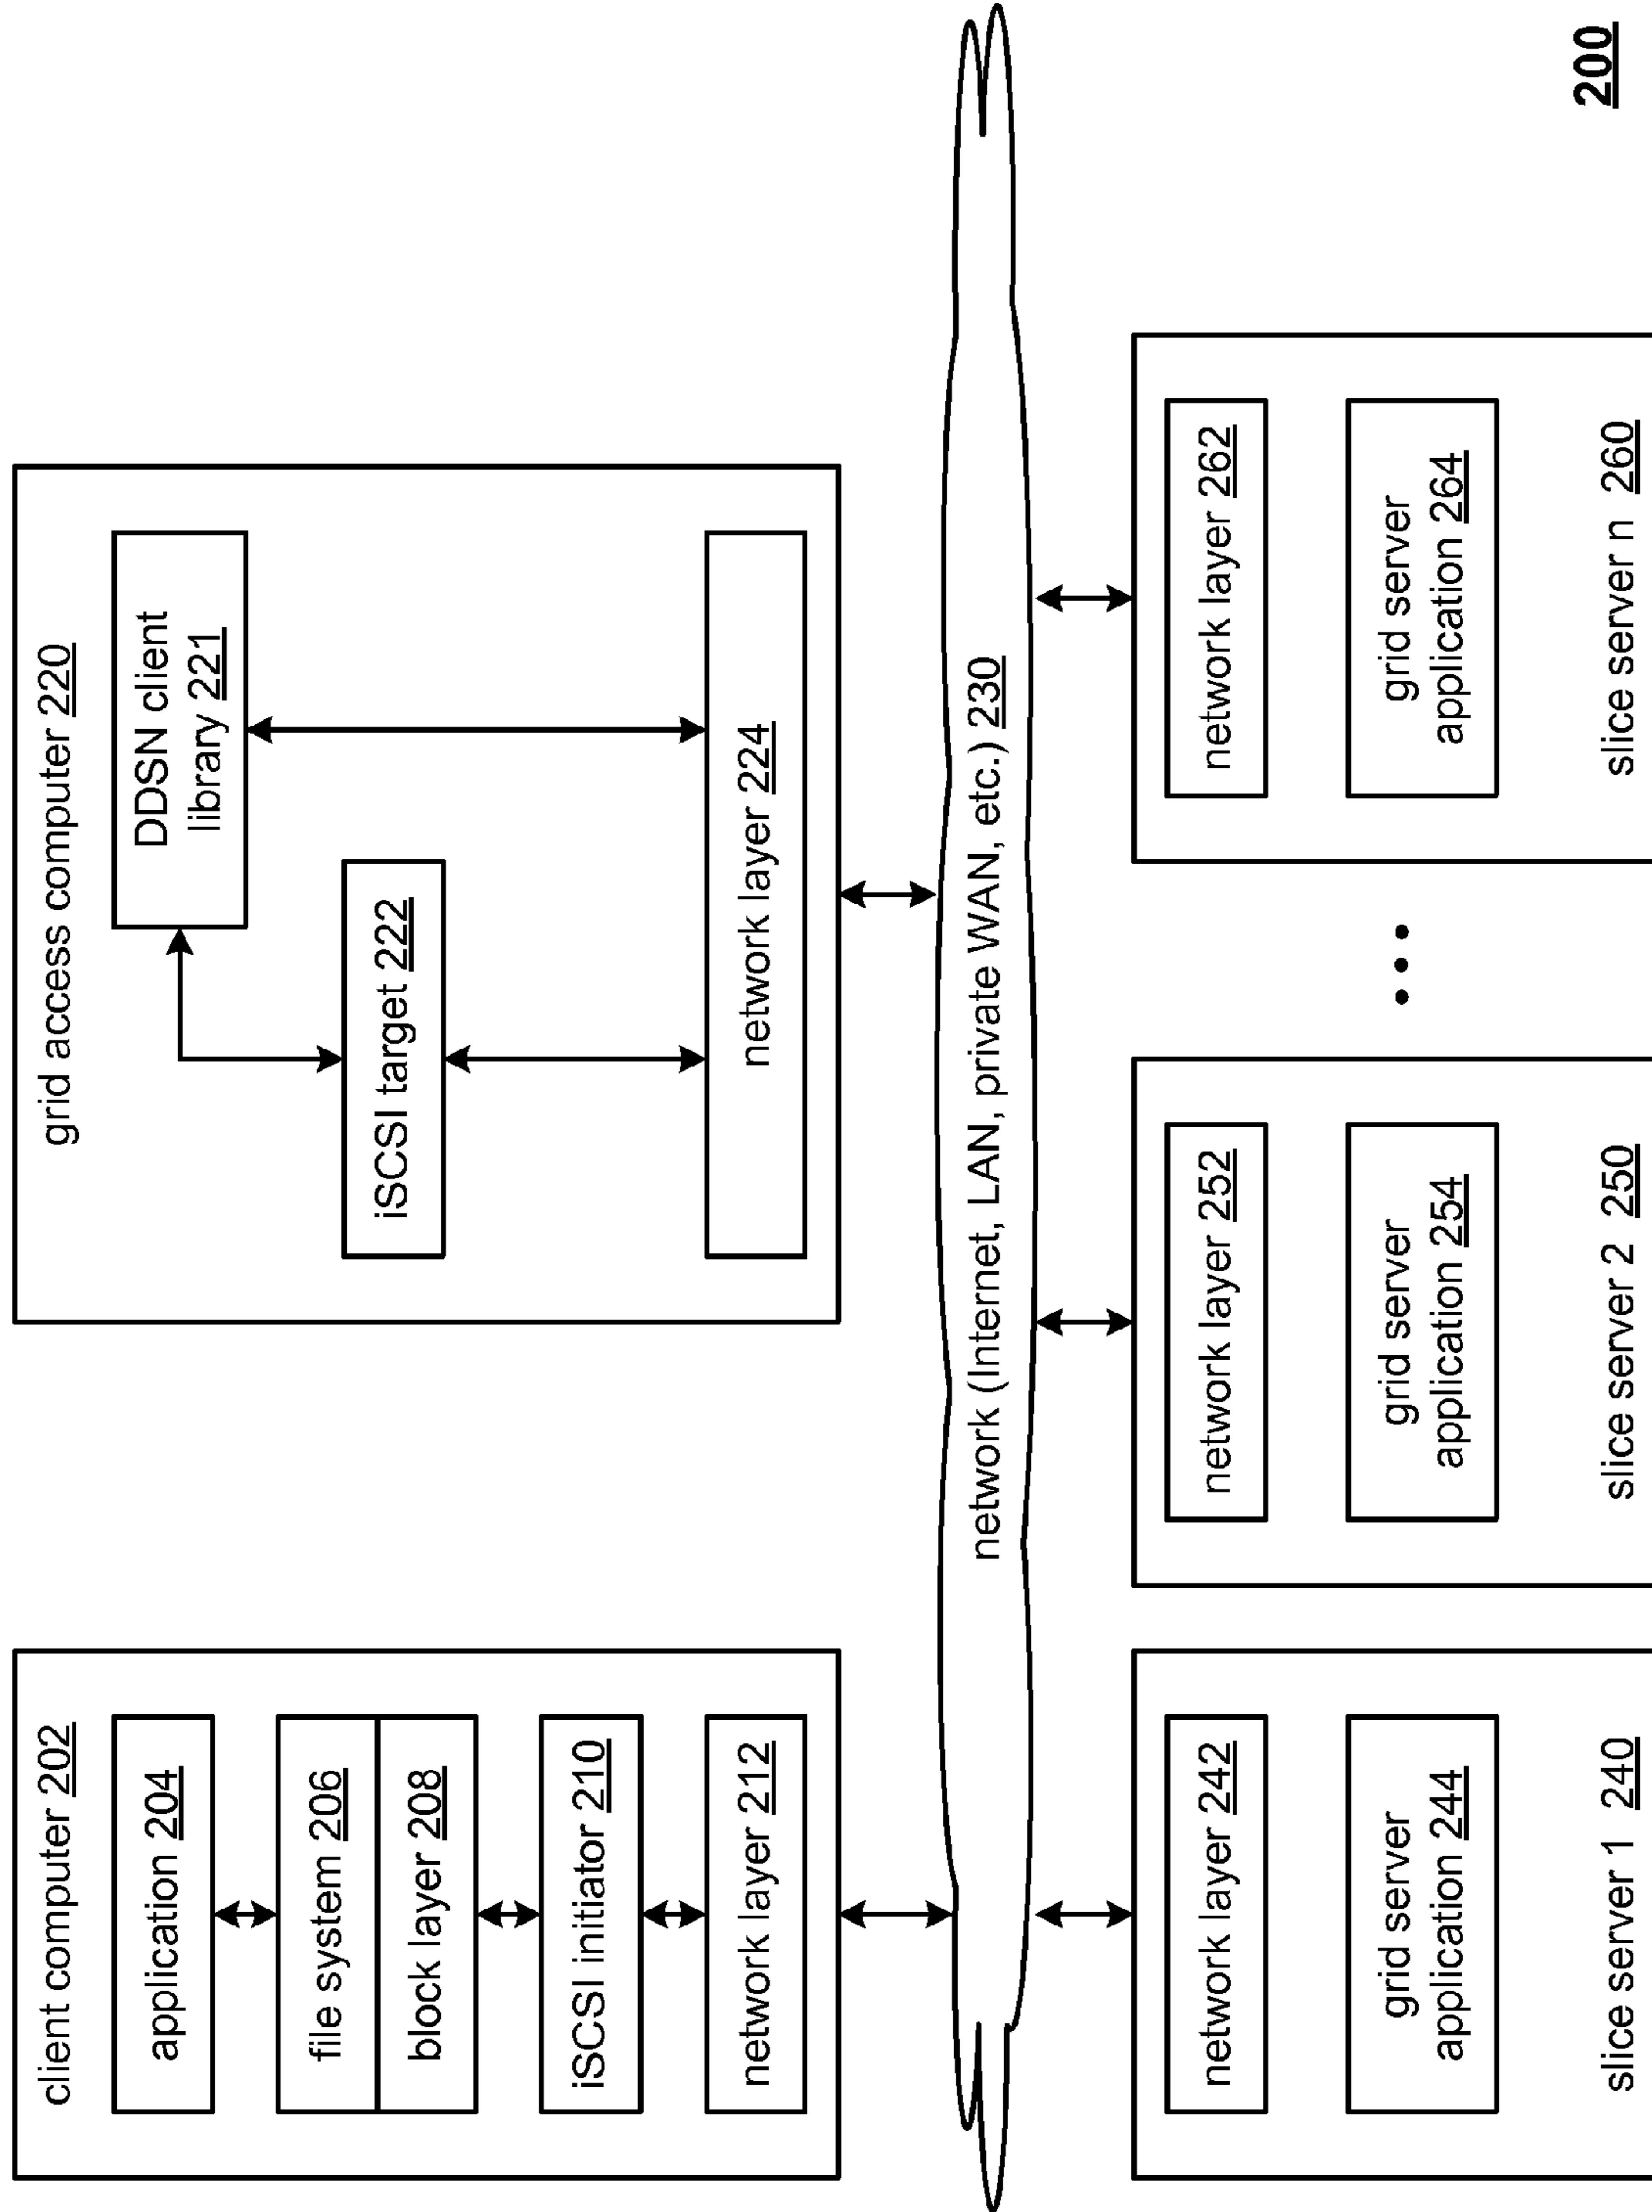 client computer 202
application 204
file system 206
block layer 208
iSCSI initiator 210
network layer 212
grid access computer 220
DDSN client
library 221
iSCSI target 222
network layer 224
network (Internet, LAN, private WAN, etc.) 230
network layer 242
grid server
application 244
slice server 1 240
network layer 252
grid server
application 254
slice server 2 250
network layer 262
grid server
application 264
slice server n 260
200